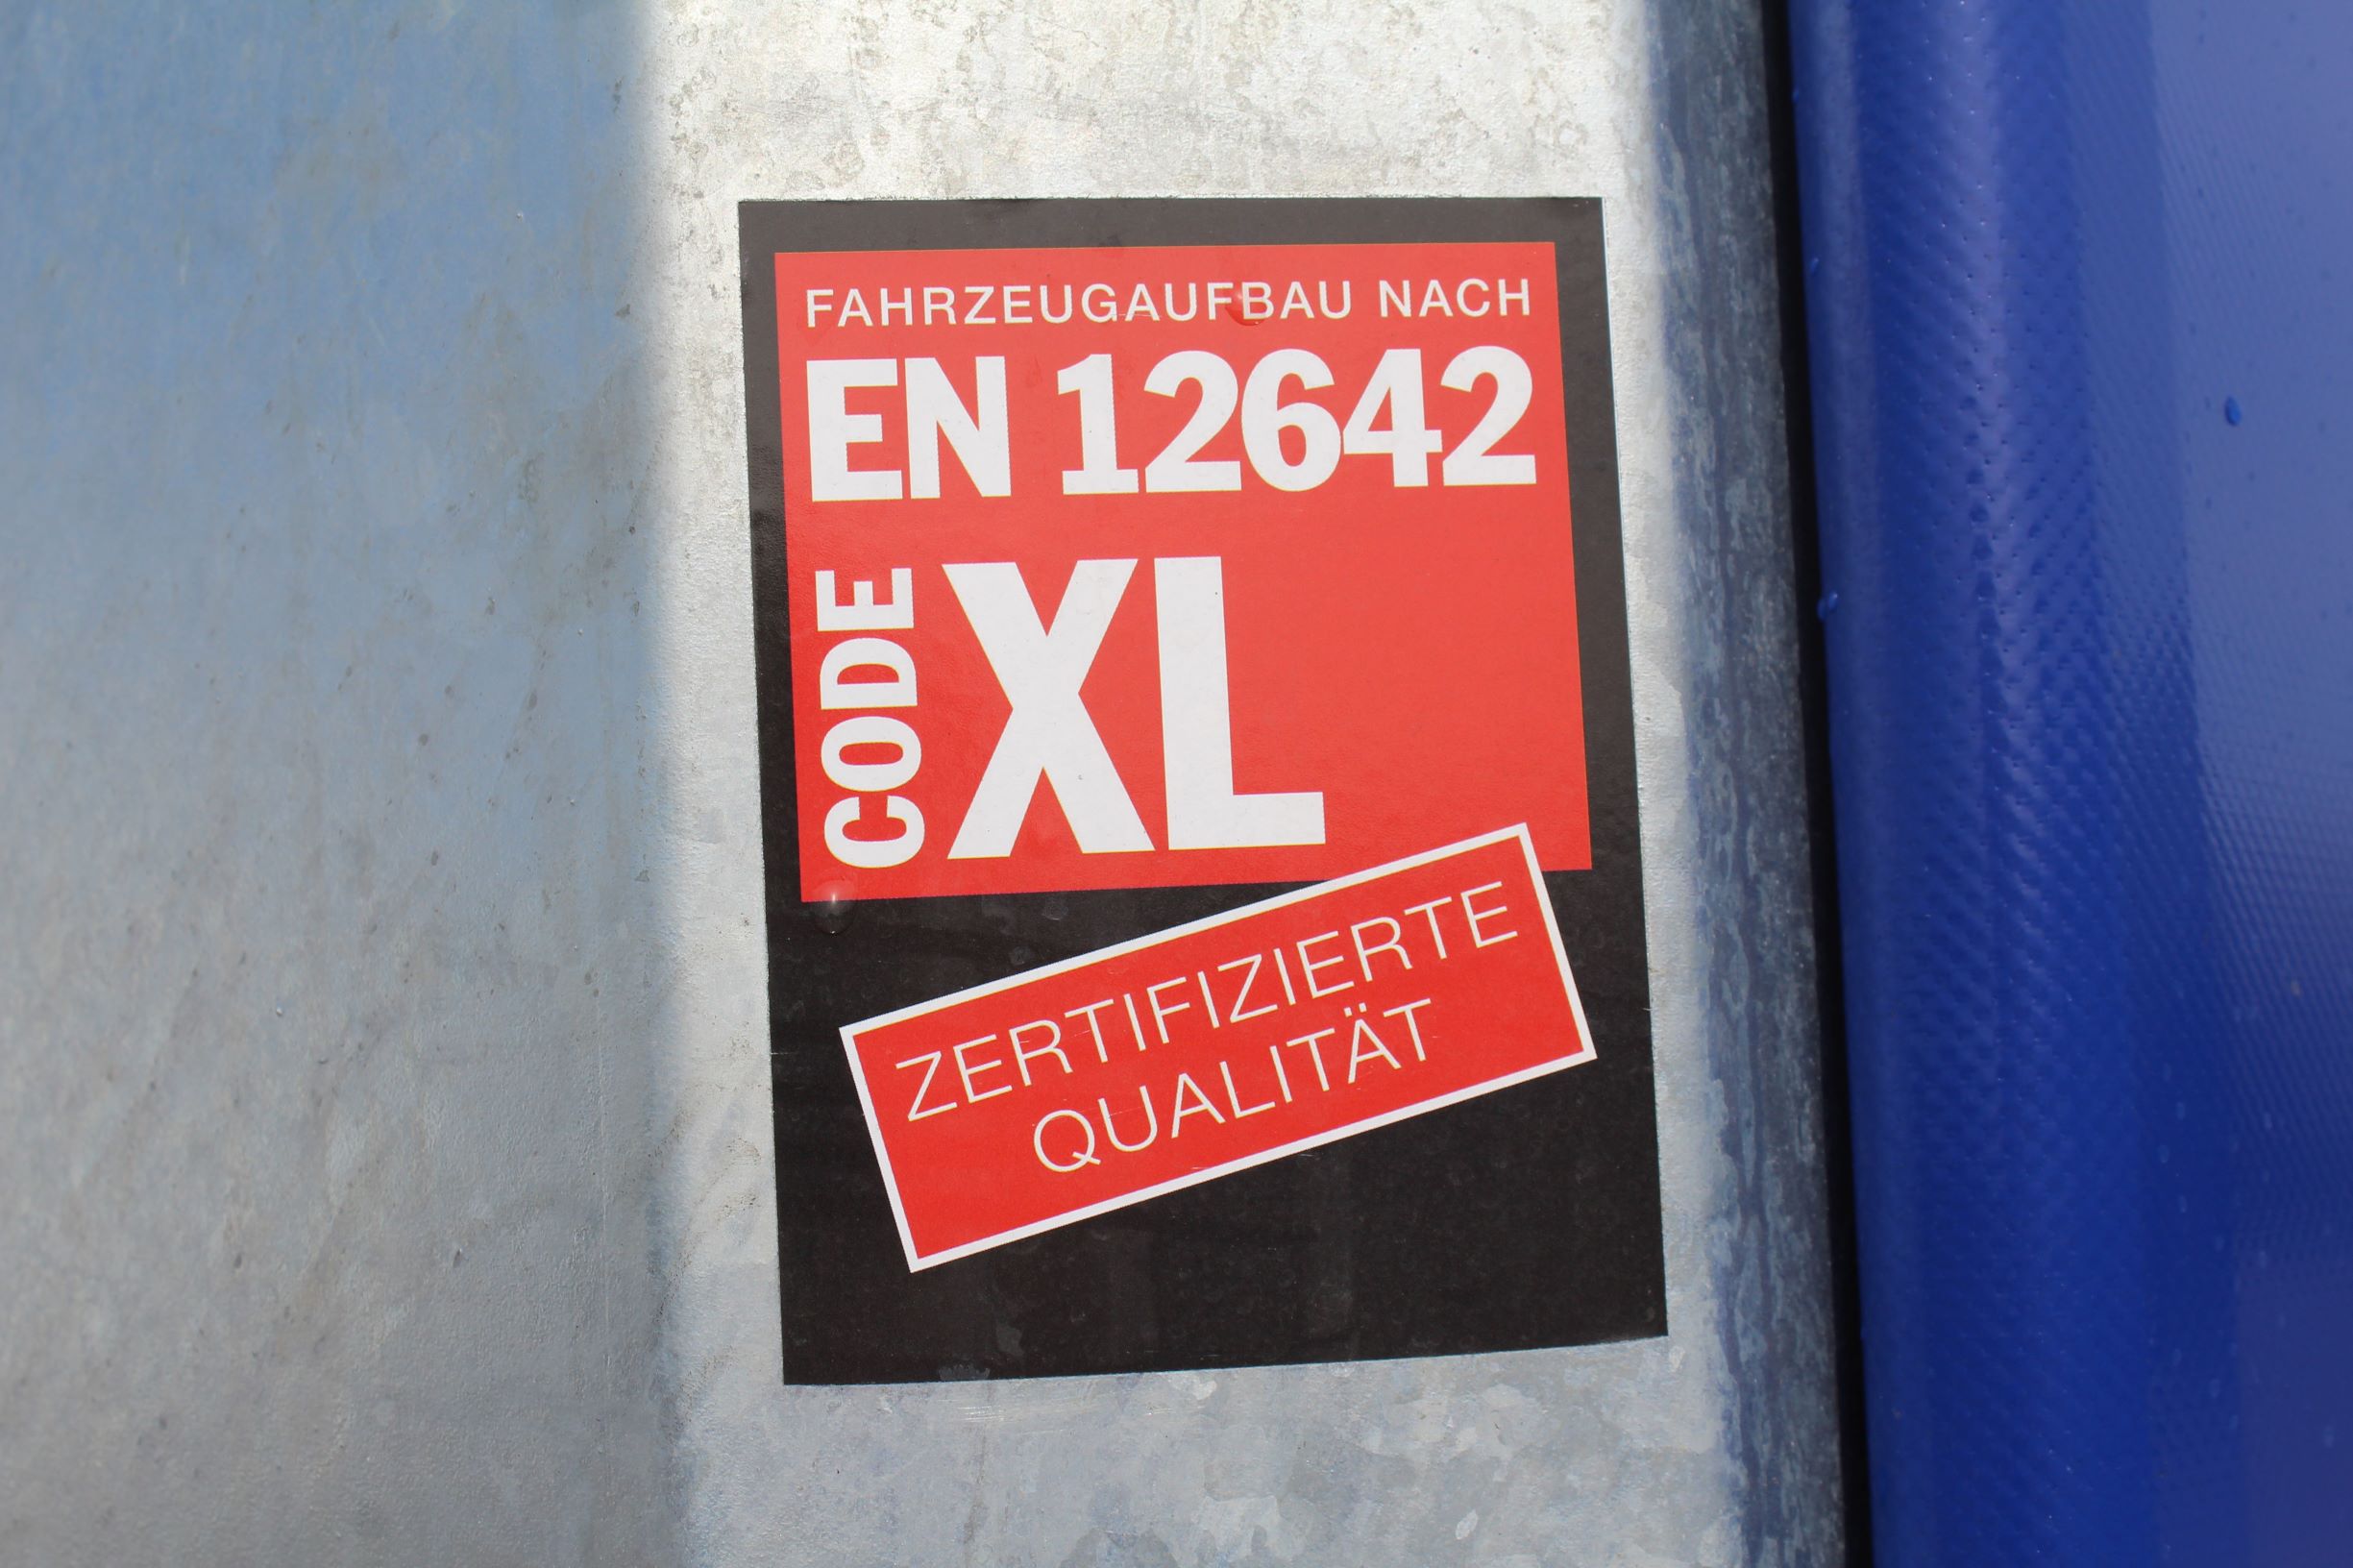 FAHRZEUGAUFBAU NACH
EN 12642
CODE
XL
ZERTIFIZIERTE
QUALITÄT